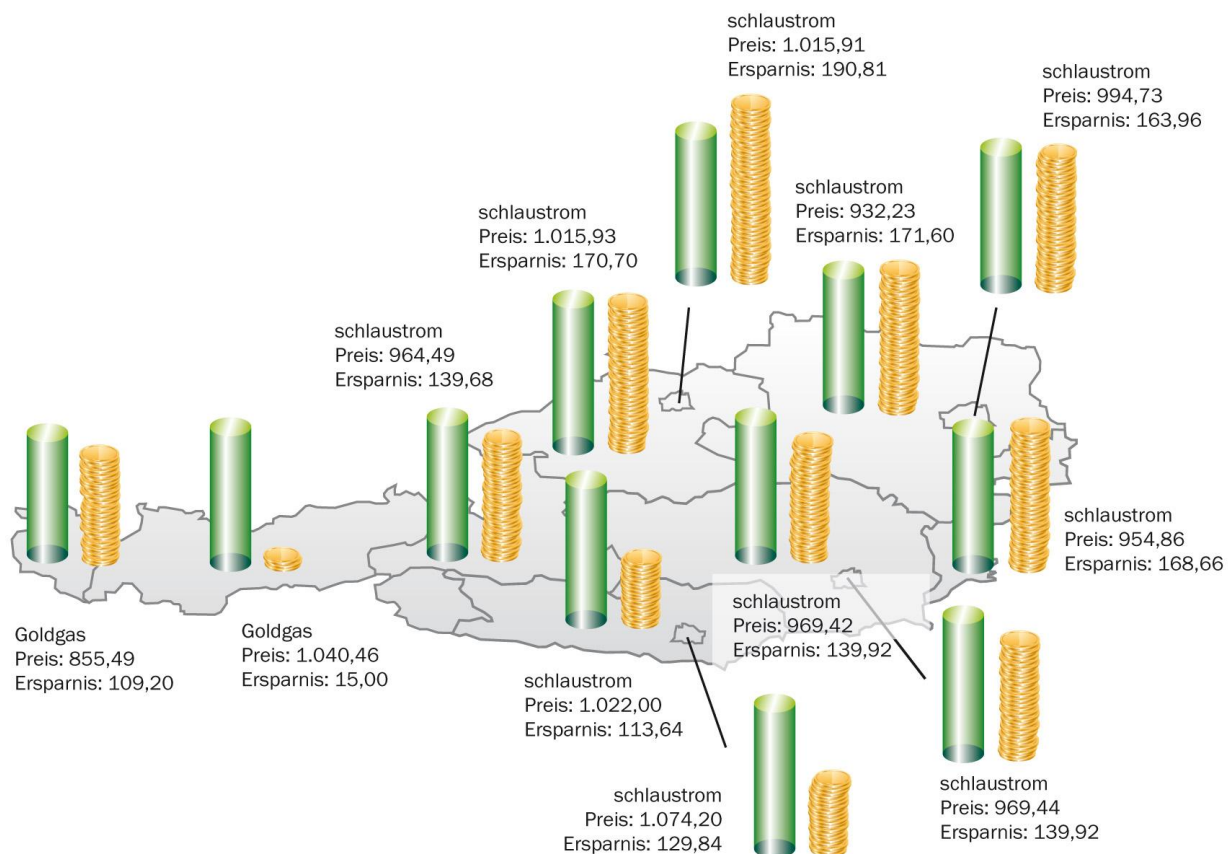 schlaustrom
Preis: 1.015,91
Ersparnis: 190,81
schlaustrom
Preis: 994,73
Ersparnis: 163,96
schlaustrom
Preis: 932,23
Ersparnis: 171,60
schlaustrom
Preis: 1.015,93
Ersparnis: 170,70
schlaustrom
Preis: 964,49
Ersparnis: 139,68
schlaustrom
Preis: 954,86
Ersparnis: 168,66
Goldgas
Preis: 855,49
Ersparnis: 109,20
Goldgas
Preis: 1.040,46
Ersparnis: 15,00
schlaustrom
Preis: 969,42
Ersparnis: 139,92
schlaustrom
Preis: 1.022,00
Ersparnis: 113,64
schlaustrom
Preis: 1.074,20
Ersparnis: 129,84
schlaustrom
Preis: 969,44
Ersparnis: 139,92